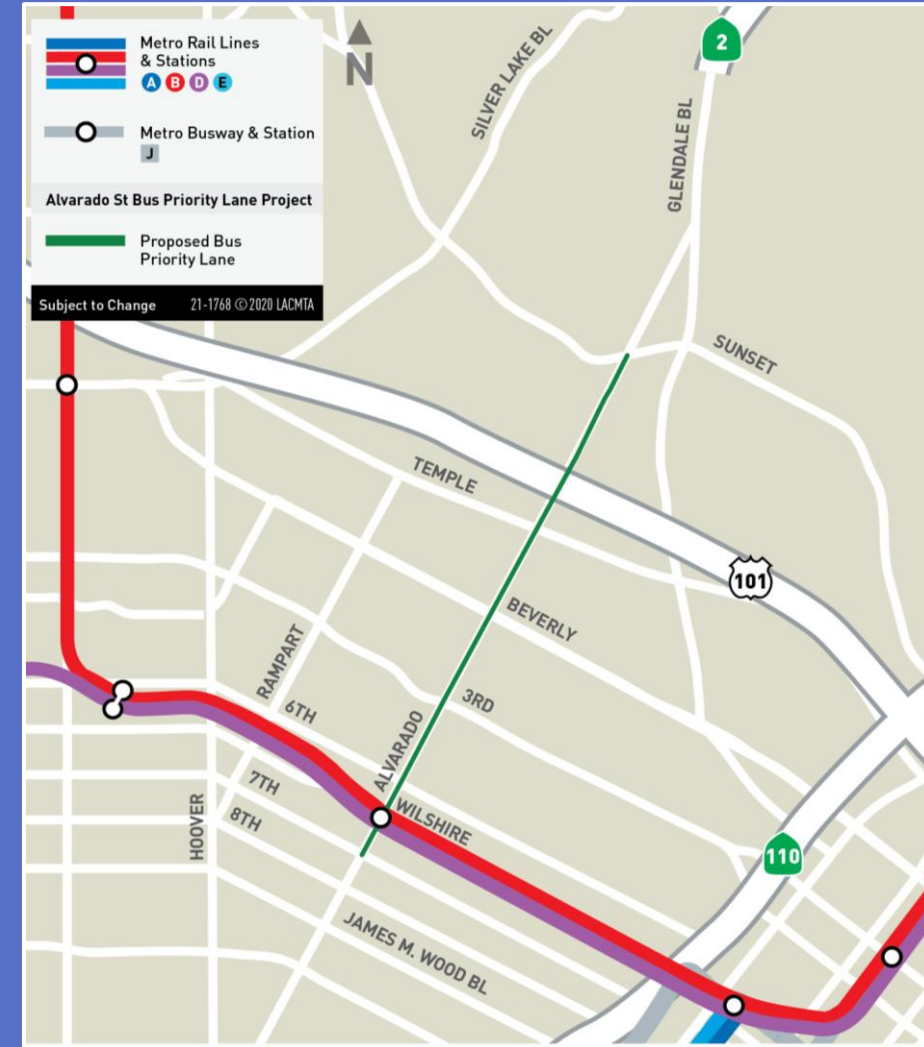 Metro Rail Lines
& Stations
A B D E
Metro Busway & Station
J
Alvarado St Bus Priority Lane Project
Proposed Bus
Priority Lane
Subject to Change 21-1768 © 2020 LACMTA
N
2
SILVER LAKE BL
GLENDALE BL
SUNSET
TEMPLE
101
BEVERLY
RAMPART
3RD
6TH
ALVARADO
7TH
WILSHIRE
8TH
HOOVER
110
JAMES M. WOOD BL